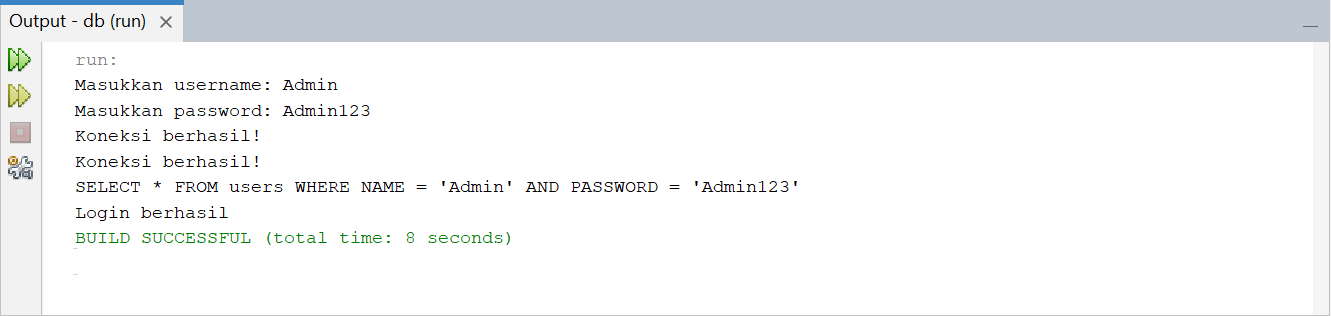 Output - db (run)
run:
Masukkan username: Admin
Masukkan password: Admin123
Koneksi berhasil!
Koneksi berhasil!
SELECT * FROM users WHERE NAME = 'Admin' AND PASSWORD = 'Admin123'
Login berhasil
BUILD SUCCESSFUL (total time: 8 seconds)